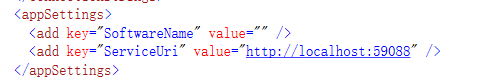 <appSettings>
<add key="SoftwareName" value="" />
<add key="ServiceUri" value="http://localhost:59088" />
</appSettings>